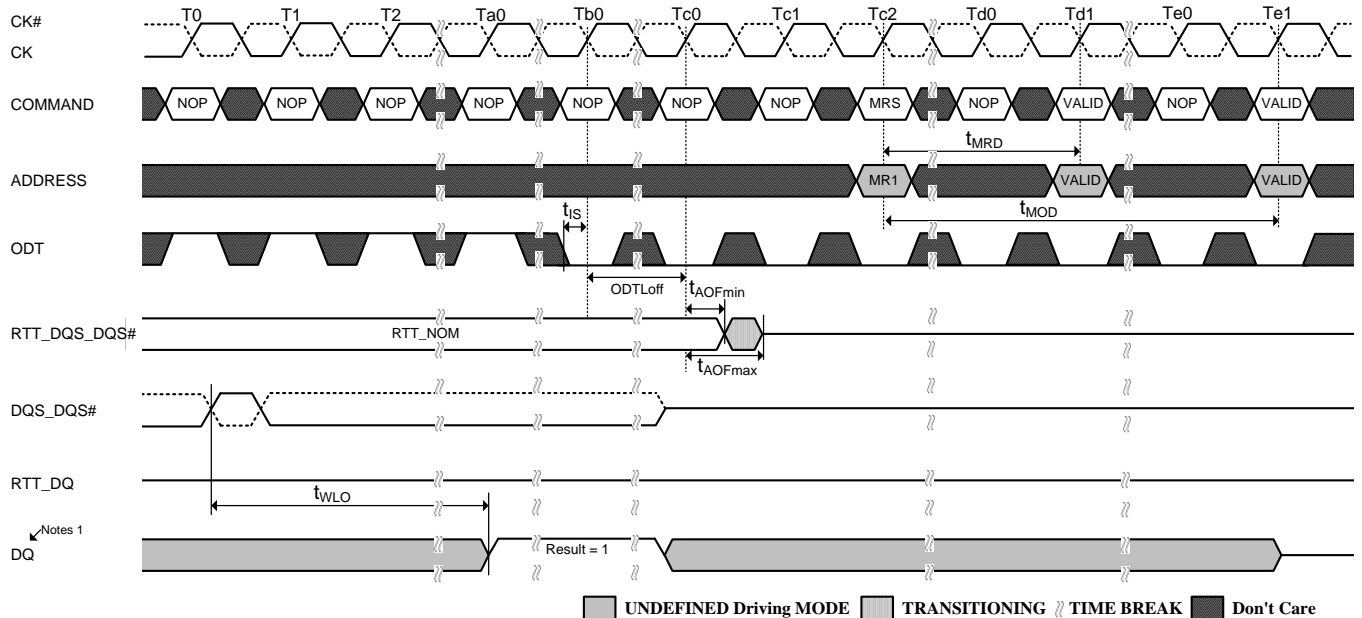 T0 T1 T2 Ta0 Tb0 Tc0 Tc1 Tc2 Td0 Td1 Te0 Te1
CK#
CK
COMMAND NOP NOP NOP NOP NOP NOP NOP MRS NOP VALID NOP VALID
tMRD
ADDRESS MR1 VALID VALID
tIS tMOD
ODT
ODTLoff tAOFmin
RTT_DQS_DQS# RTT_NOM
tAOFmax
DQS_DQS#
RTT_DQ
tWLO
Notes 1
DQ Result = 1
UNDEFINED Driving MODE TRANSITIONING TIME BREAK Don't Care